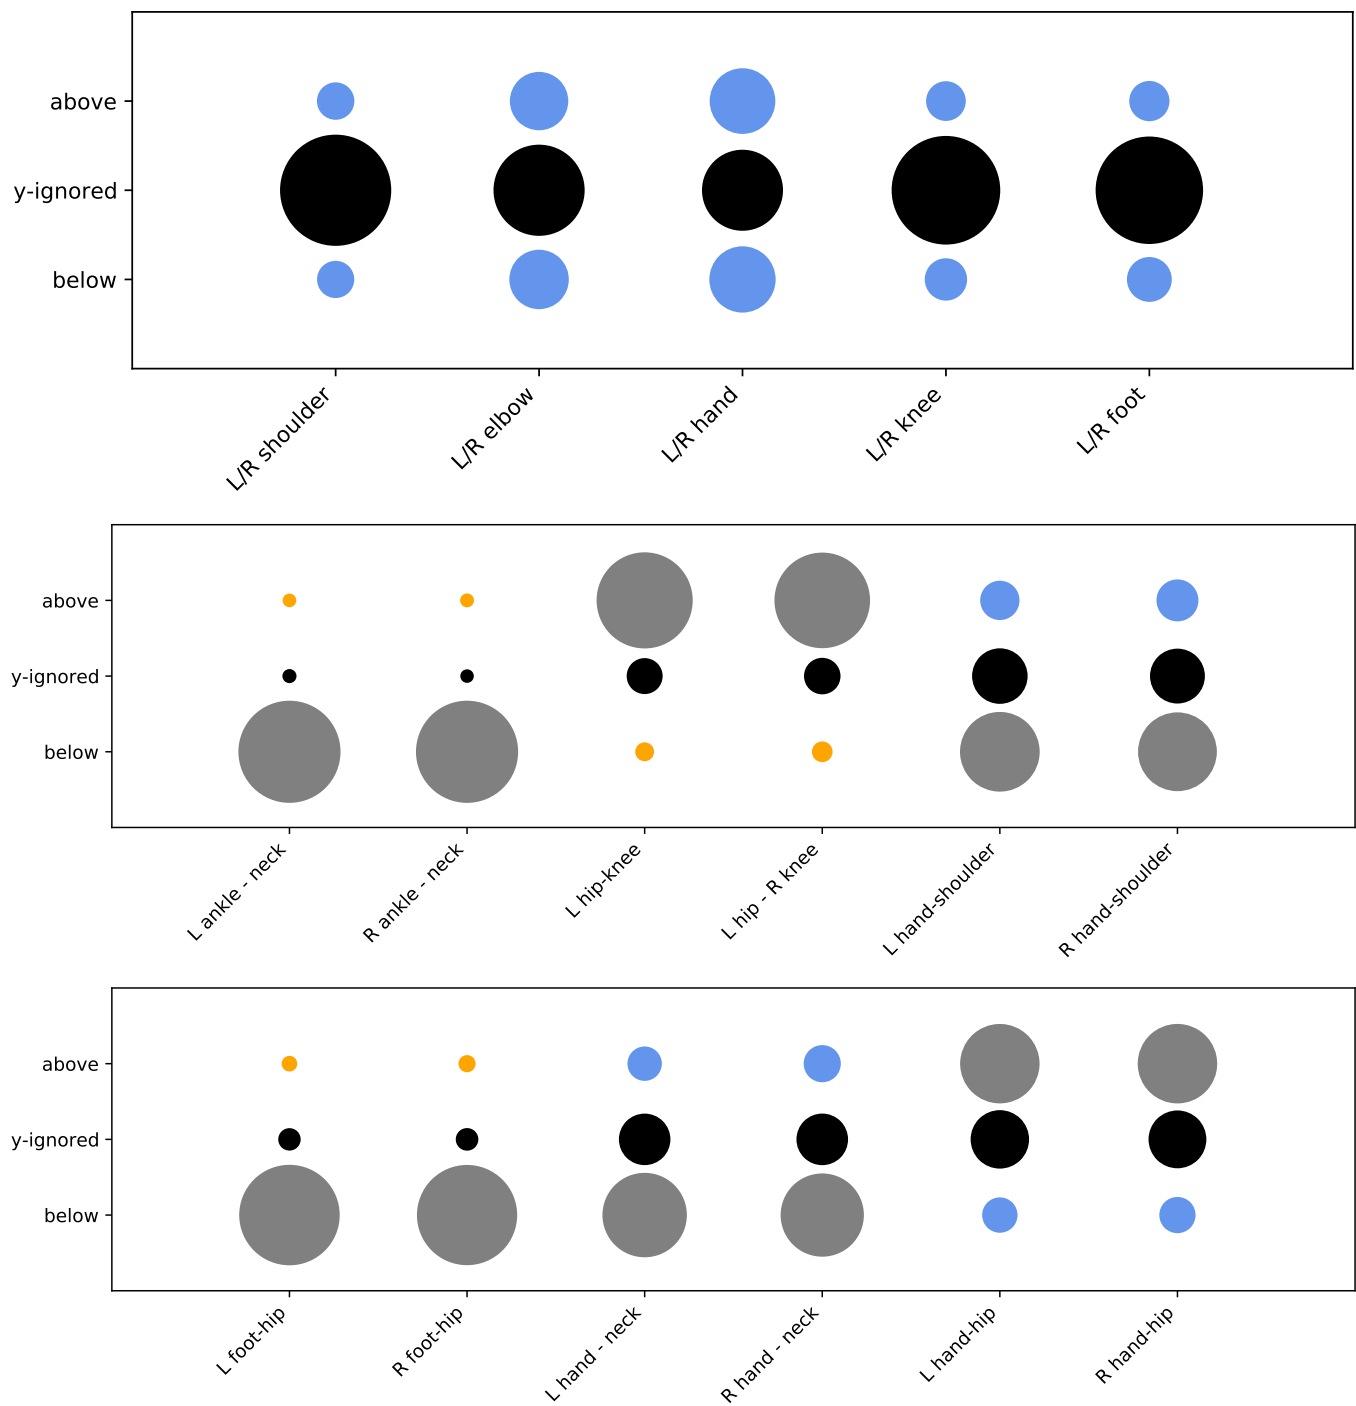 above
y-ignored
below
L/R shoulder
L/R elbow
L/R hand
L/R knee
L/R foot
above
y-ignored
below
L ankle - neck
R ankle - neck
L hip-knee
L hip - R knee
L hand-shoulder
R hand-shoulder
above
y-ignored
below
L foot-hip
R foot-hip
L hand - neck
R hand - neck
L hand-hip
R hand-hip